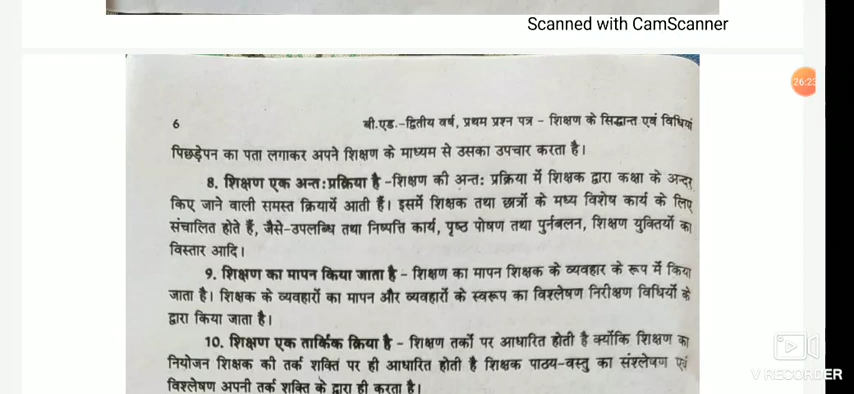 Scanned with CamScanner
26:23
6 बी.एड.-द्वितीय वर्ष, प्रथम प्रश्न पत्र - शिक्षण के सिद्धान्त एवं विधियां
पिछड़ेपन का पता लगाकर अपने शिक्षण के माध्यम से उसका उपचार करता है।
8. शिक्षण एक अन्त:प्रक्रिया है -शिक्षण की अन्त: प्रक्रिया में शिक्षक द्वारा कक्षा के अन्दर
किए जाने वाली समस्त क्रियायें आती हैं। इसमें शिक्षक तथा छात्रों के मध्य विशेष कार्य के लिए
संचालित होते हैं, जैसे-उपलब्धि तथा निष्पत्ति कार्य, पृष्ठ पोषण तथा पुर्नबलन, शिक्षण युक्तियों का
विस्तार आदि।
9. शिक्षण का मापन किया जाता है - शिक्षण का मापन शिक्षक के व्यवहार के रूप में किया
जाता है। शिक्षक के व्यवहारों का मापन और व्यवहारों के स्वरूप का विश्लेषण निरीक्षण विधियों के
द्वारा किया जाता है।
10. शिक्षण एक तार्किक क्रिया है - शिक्षण तर्को पर आधारित होती है क्योंकि शिक्षण का
नियोजन शिक्षक की तर्क शक्ति पर ही आधारित होती है शिक्षक पाठ्य-वस्तु का संश्लेषण एवं
विश्लेषण अपनी तर्क शक्ति के द्वारा ही करता है।
V RECORDER